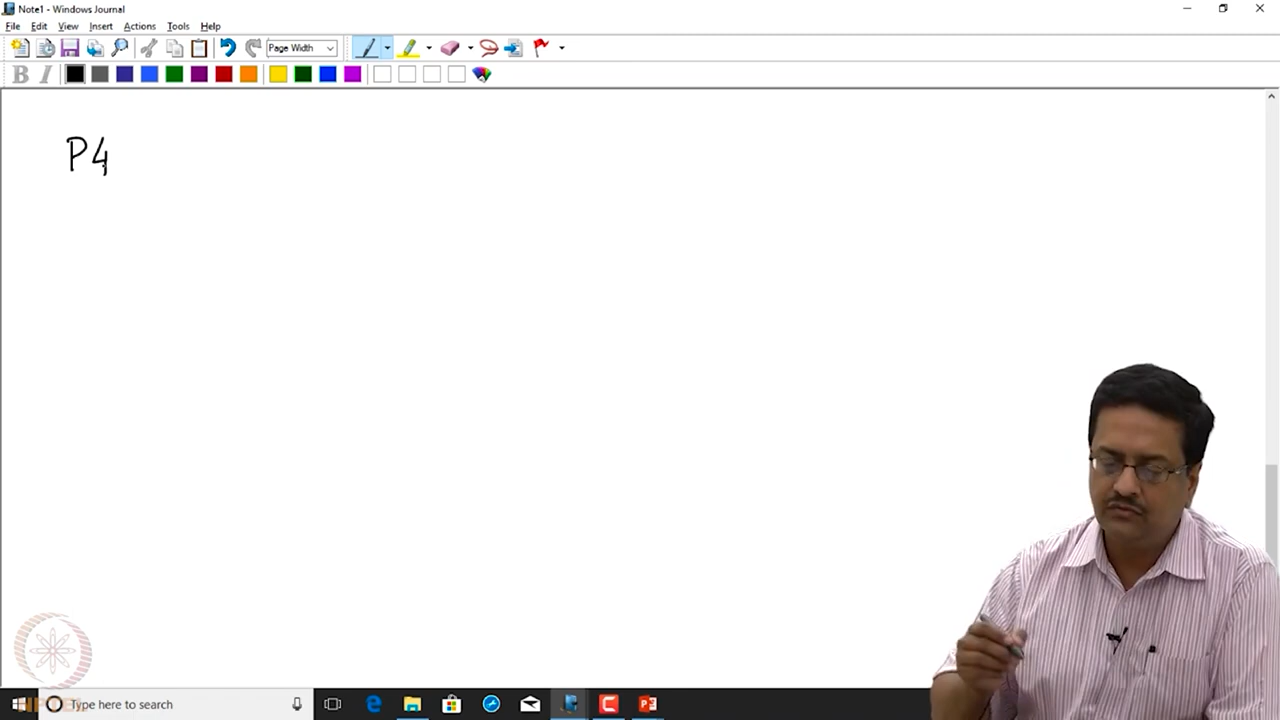 Note1 - Windows Journal
File Edit View Insert Actions Tools Help
Page Width
B I
P4
Type here to search